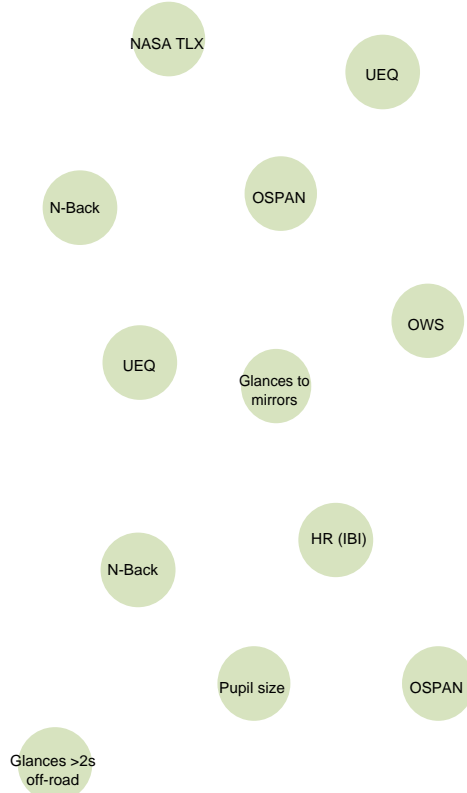 NASA TLX
UEQ
OSPAN
N-Back
OWS
UEQ
Glances to
mirrors
HR (IBI)
N-Back
Pupil size
OSPAN
Glances >2s
off-road